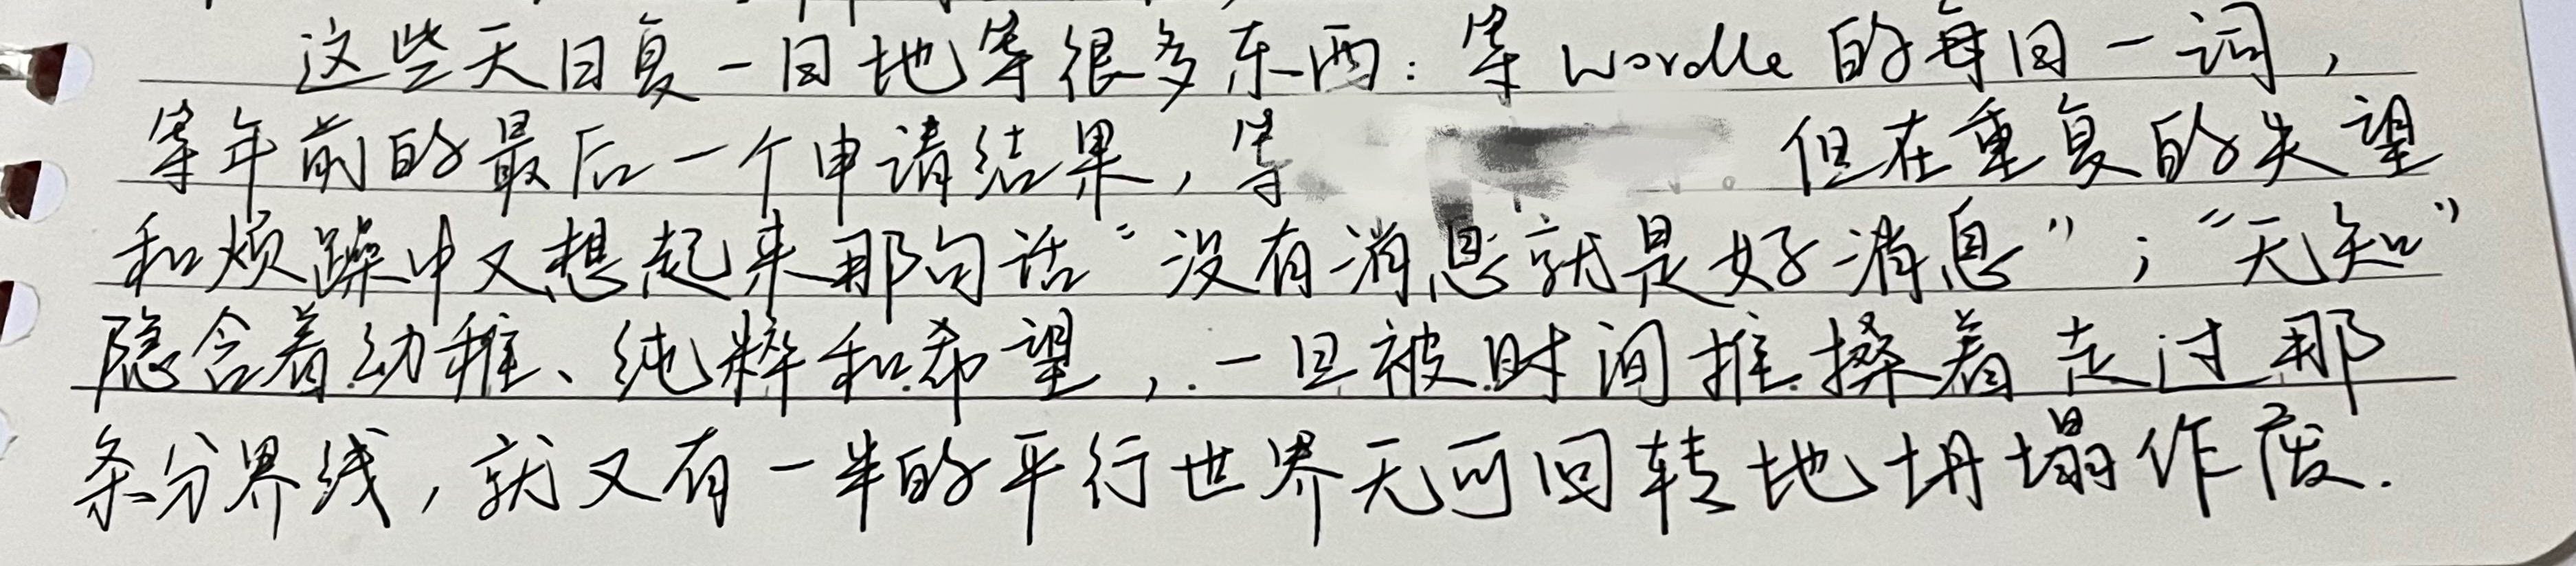 这些天日复一日地等很多东西：等 Wordle 的每日一词，
等年前的最后一个申请结果，等 。但在重复的失望
和烦躁中又想起来那句话“没有消息就是好消息”；“无知”
隐含着幼稚、纯粹和希望，一旦被时间推搡着走过那
条分界线，就又有一半的平行世界无可回转地坍塌作废.